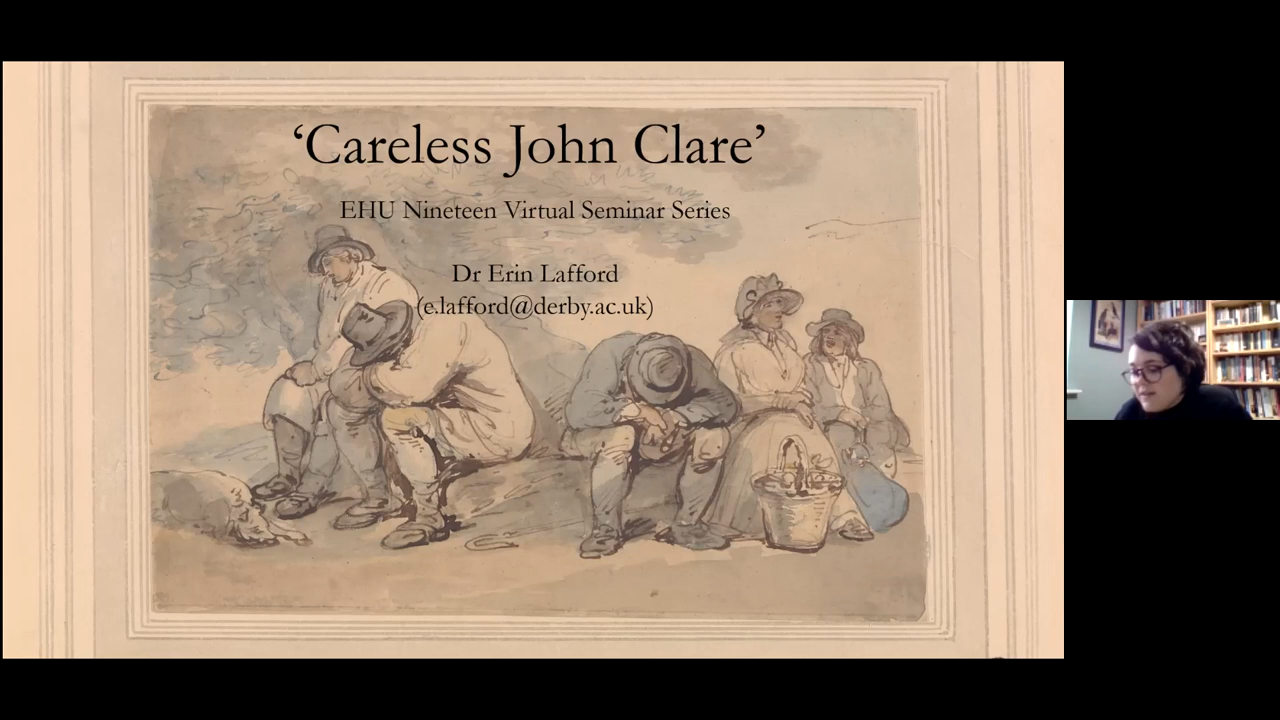 ‘Careless John Clare’
EHU Nineteen Virtual Seminar Series
Dr Erin Lafford
(e.lafford@derby.ac.uk)